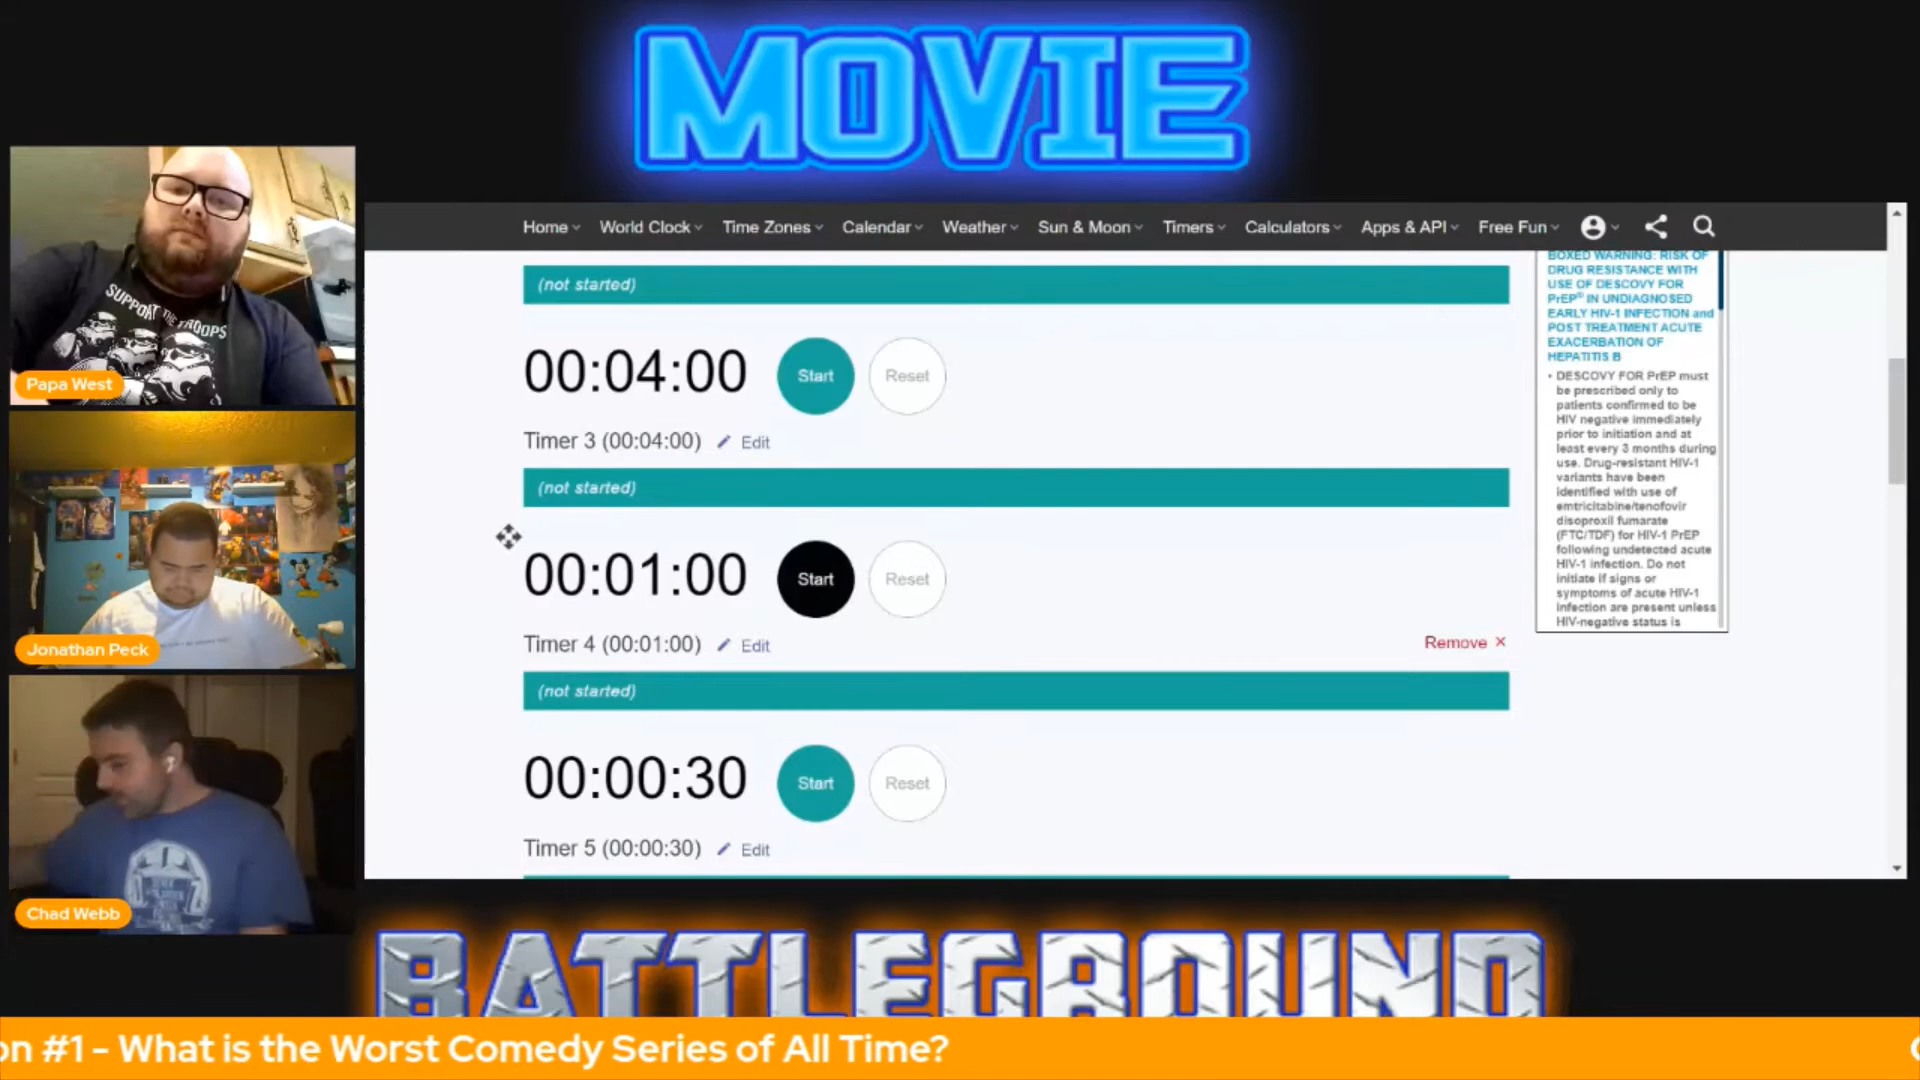 MOVIE
Home World Clock Time Zones Calendar Weather Sun & Moon Timers Calculators Apps & API Free Fun
(not started)
00:04:00 Start Reset
Timer 3 (00:04:00) Edit
(not started)
00:01:00 Start Reset
Timer 4 (00:01:00) Edit Remove ×
(not started)
00:00:30 Start Reset
Timer 5 (00:00:30) Edit
BOXED WARNING: RISK OF
DRUG RESISTANCE WITH
USE OF DESCOVY FOR
PrEP® IN UNDIAGNOSED
EARLY HIV-1 INFECTION and
POST TREATMENT ACUTE
EXACERBATION OF
HEPATITIS B
• DESCOVY FOR PrEP must
be prescribed only to
patients confirmed to be
HIV negative immediately
prior to initiation and at
least every 3 months during
use. Drug-resistant HIV-1
variants have been
identified with use of
emtricitabine/tenofovir
disoproxil fumarate
(FTC/TDF) for HIV-1 PrEP
following undetected acute
HIV-1 infection. Do not
initiate if signs or
symptoms of acute HIV-1
infection are present unless
HIV-negative status is
SUPPORT THE TROOPS
Papa West
Jonathan Peck
Chad Webb
BATTLEGROUND
on #1 - What is the Worst Comedy Series of All Time?